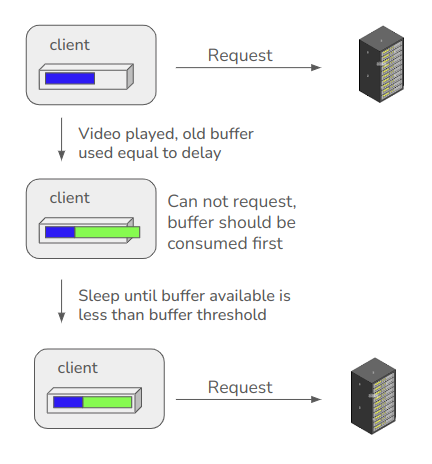 client
Request
Video played, old buffer
used equal to delay
client
Can not request,
buffer should be
consumed first
Sleep until buffer available is
less than buffer threshold
client
Request